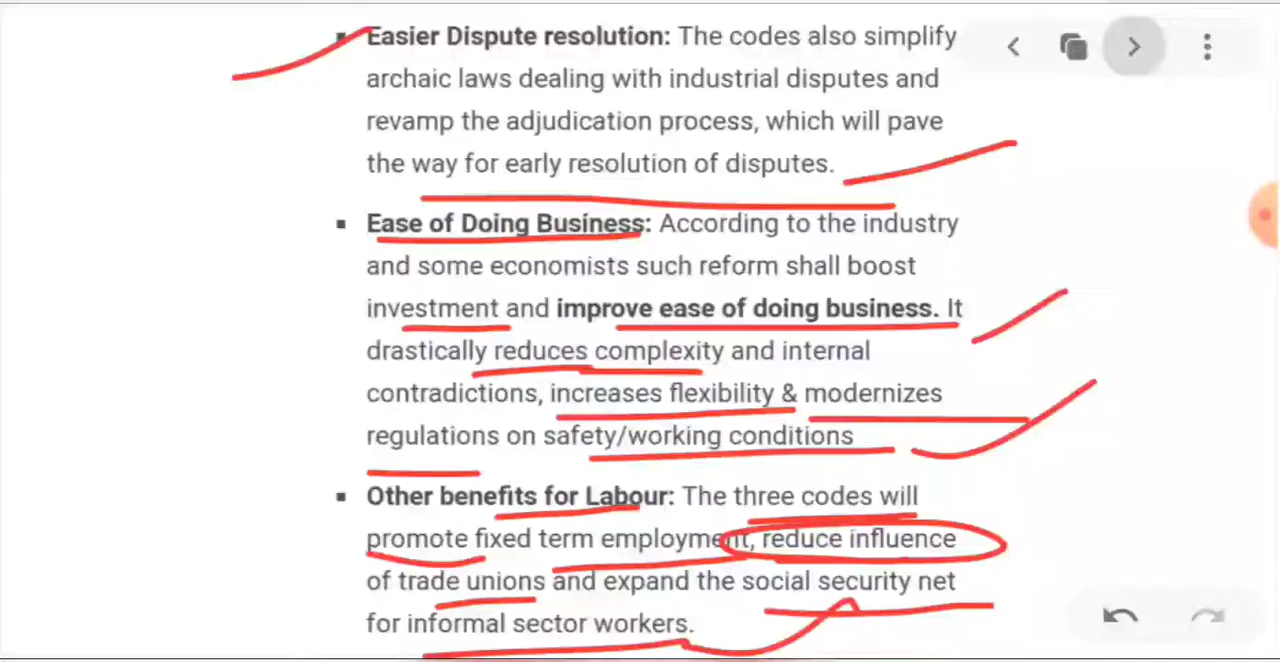 ▪ Easier Dispute resolution: The codes also simplify
archaic laws dealing with industrial disputes and
revamp the adjudication process, which will pave
the way for early resolution of disputes.
▪ Ease of Doing Business: According to the industry
and some economists such reform shall boost
investment and improve ease of doing business. It
drastically reduces complexity and internal
contradictions, increases flexibility & modernizes
regulations on safety/working conditions
▪ Other benefits for Labour: The three codes will
promote fixed term employment, reduce influence
of trade unions and expand the social security net
for informal sector workers.